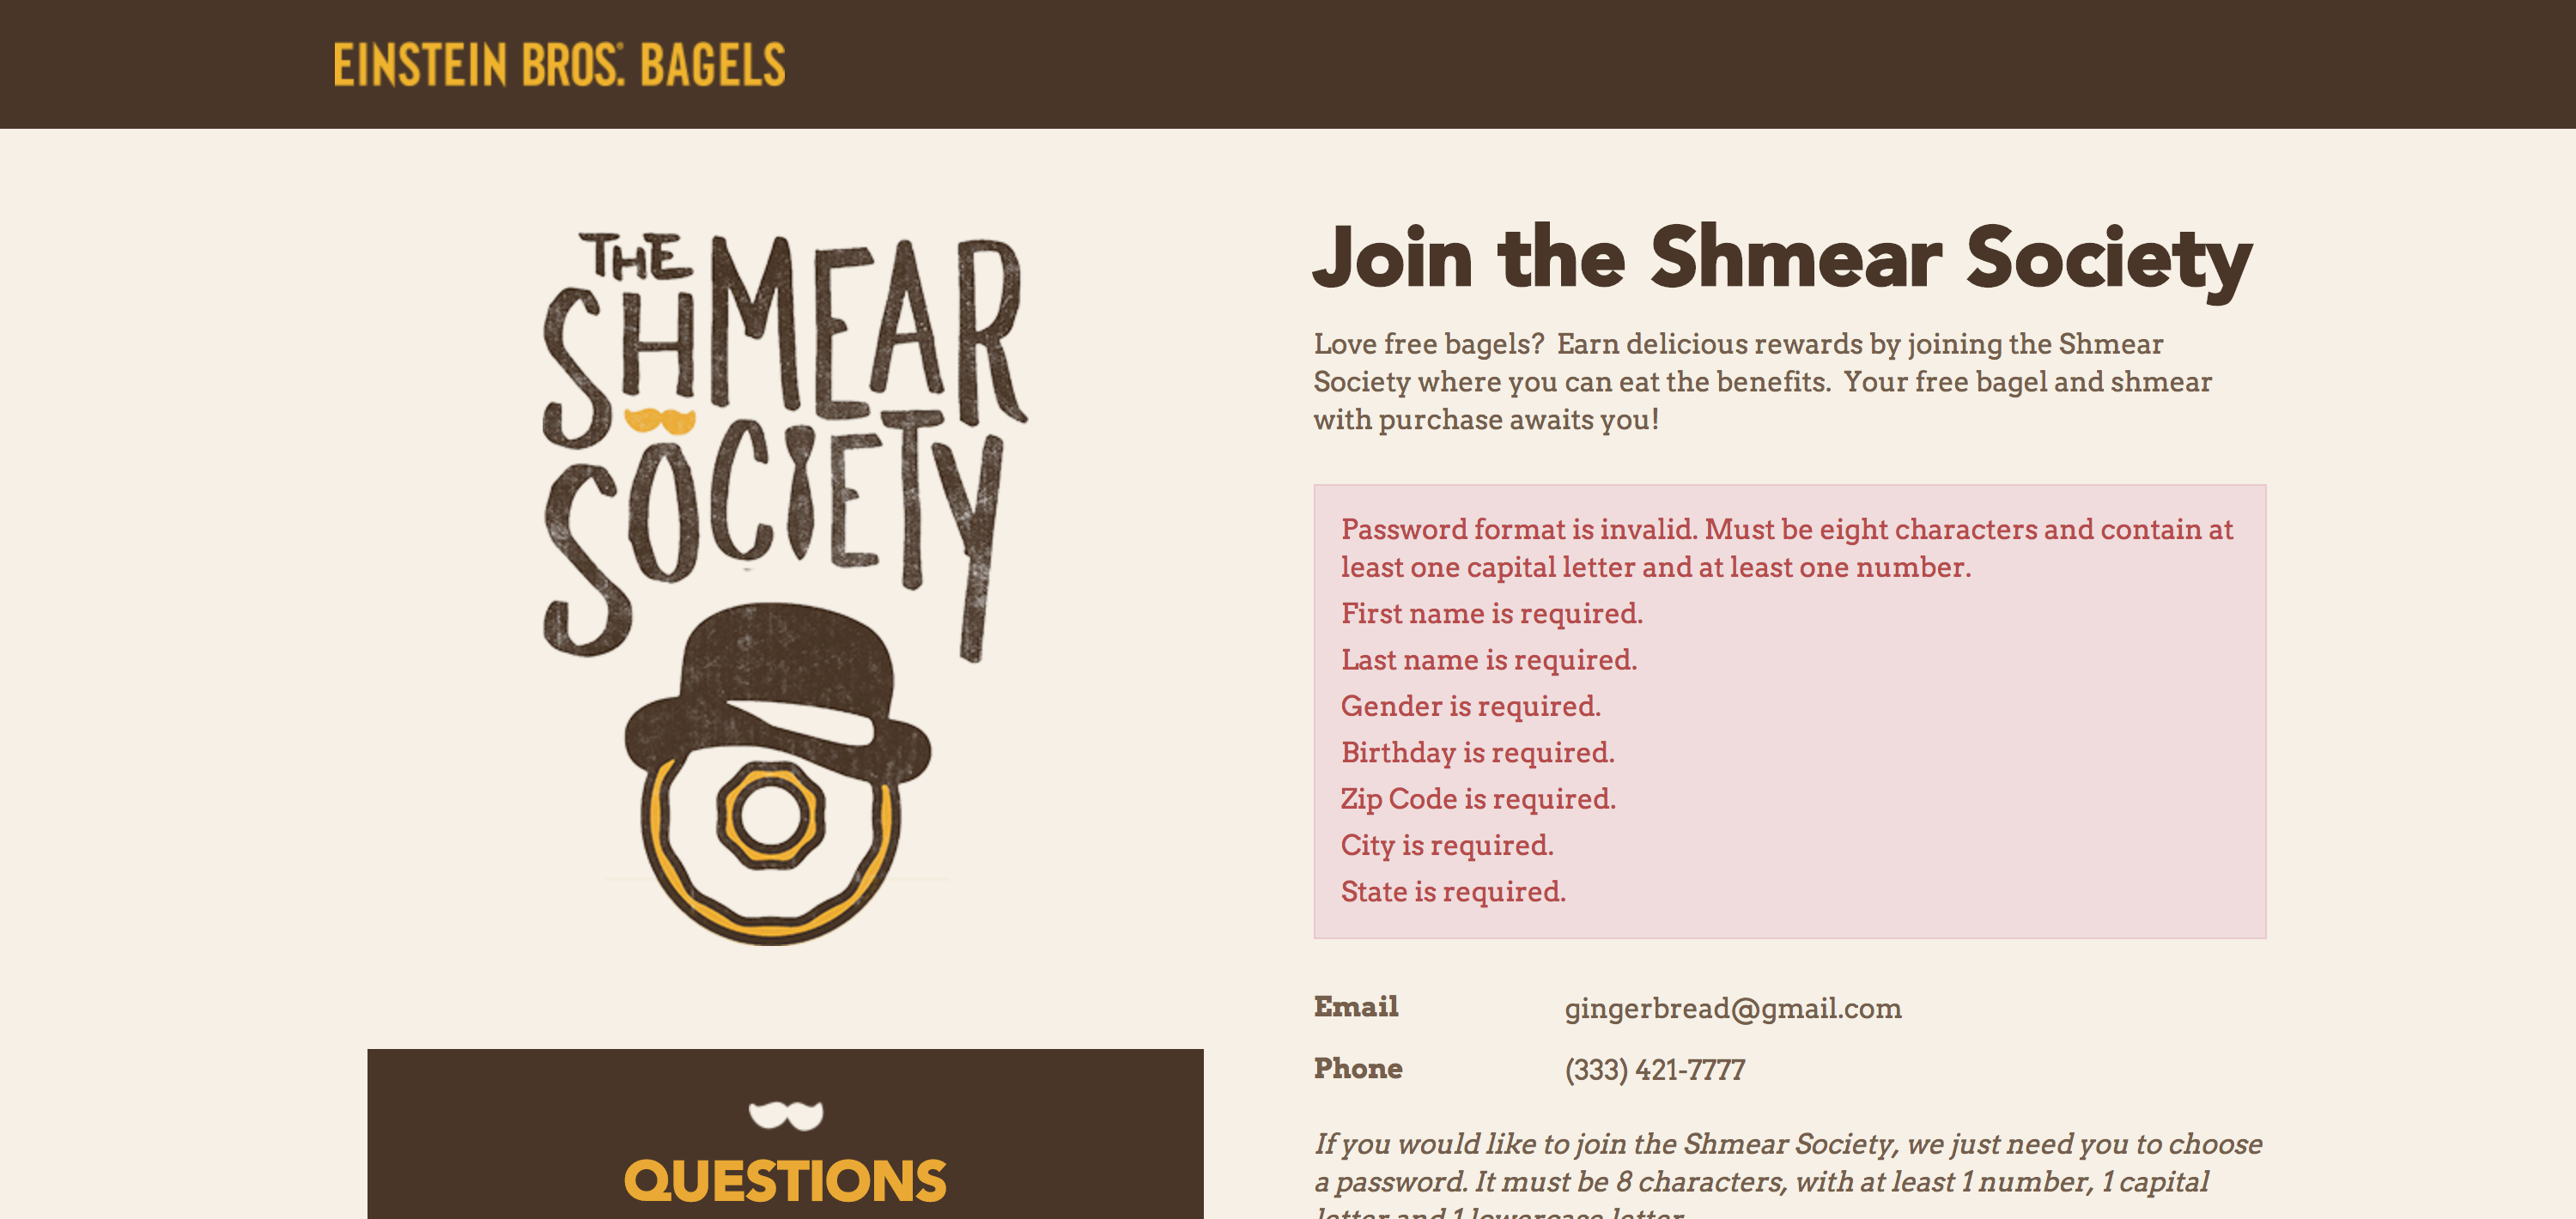 EINSTEIN BROS.® BAGELS
THE
SHMEAR
SOCIETY
QUESTIONS
Join the Shmear Society
Love free bagels?  Earn delicious rewards by joining the Shmear
Society where you can eat the benefits.  Your free bagel and shmear
with purchase awaits you!
Password format is invalid. Must be eight characters and contain at
least one capital letter and at least one number.
First name is required.
Last name is required.
Gender is required.
Birthday is required.
Zip Code is required.
City is required.
State is required.
Email gingerbread@gmail.com
Phone (333) 421-7777
If you would like to join the Shmear Society, we just need you to choose
a password. It must be 8 characters, with at least 1 number, 1 capital
letter and 1 lowercase letter